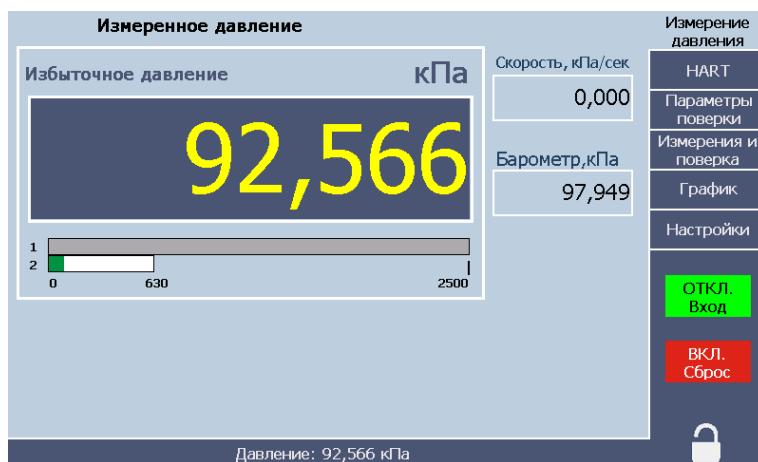 Измеренное давление
Избыточное давление
кПа
92,566
1
2
0
630
2500
Скорость, кПа/сек
0,000
Барометр,кПа
97,949
Измерение
давления
HART
Параметры
поверки
Измерения и
поверка
График
Настройки
ОТКЛ.
Вход
ВКЛ.
Сброс
Давление: 92,566 кПа